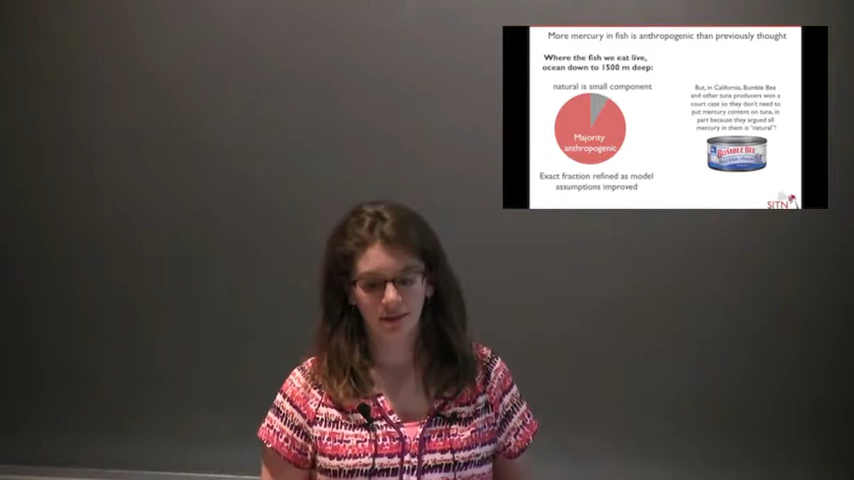 More mercury in fish is anthropogenic than previously thought
Where the fish we eat live,
ocean down to 1500 m deep:
natural is small component
Majority
anthropogenic
Exact fraction refined as model
assumptions improved
But, in California, Bumble Bee
and other tuna producers won a
court case so they don't need to
put mercury content on tuna, in
part because they argued all
mercury in them is "natural"!
BUMBLE BEE
SITN